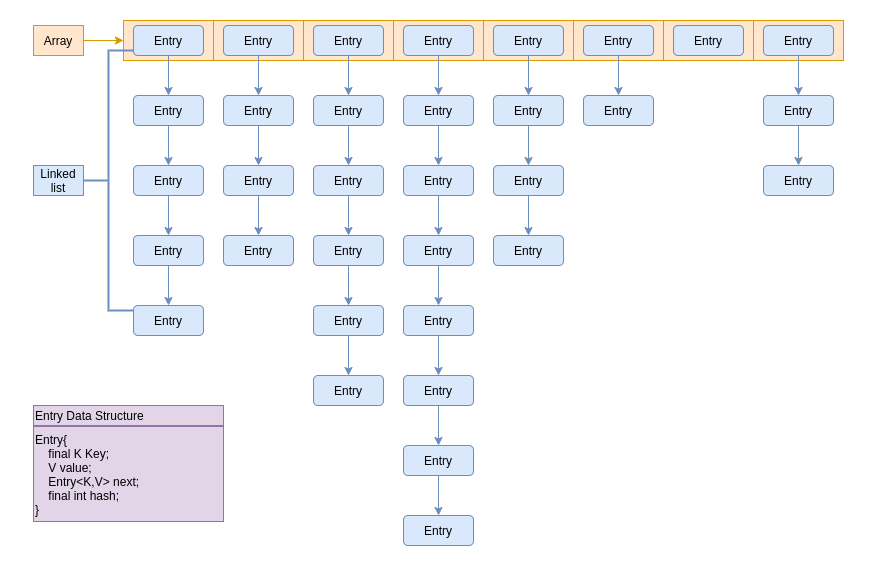 Array
Entry Entry Entry Entry Entry Entry Entry Entry
Entry Entry Entry Entry Entry Entry Entry
Linked
list
Entry Entry Entry Entry Entry Entry
Entry Entry Entry Entry Entry
Entry Entry Entry
Entry Entry
Entry Data Structure
Entry{
final K Key;
V value;
Entry<K,V> next;
final int hash;
}
Entry
Entry